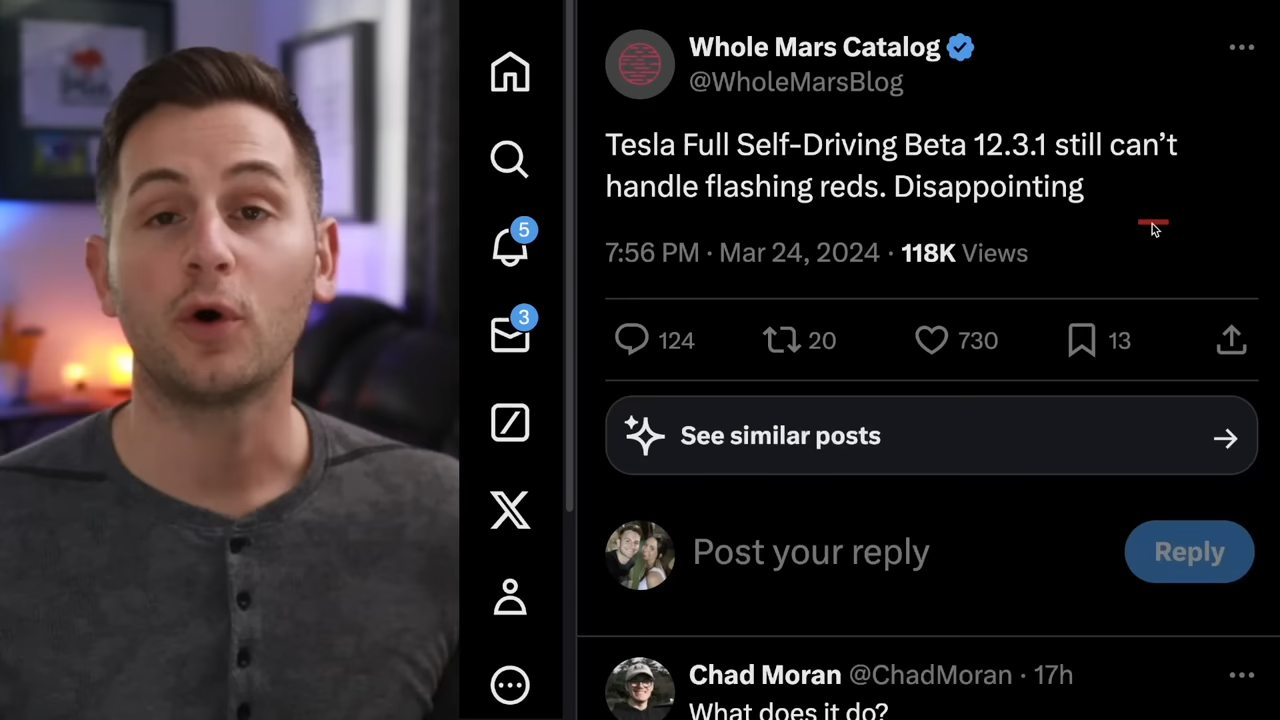 Whole Mars Catalog
@WholeMarsBlog
Tesla Full Self-Driving Beta 12.3.1 still can’t
handle flashing reds. Disappointing
7:56 PM · Mar 24, 2024 · 118K Views
124 20 730 13
See similar posts
Post your reply
Reply
Chad Moran @ChadMoran · 17h
What does it do?
5
3